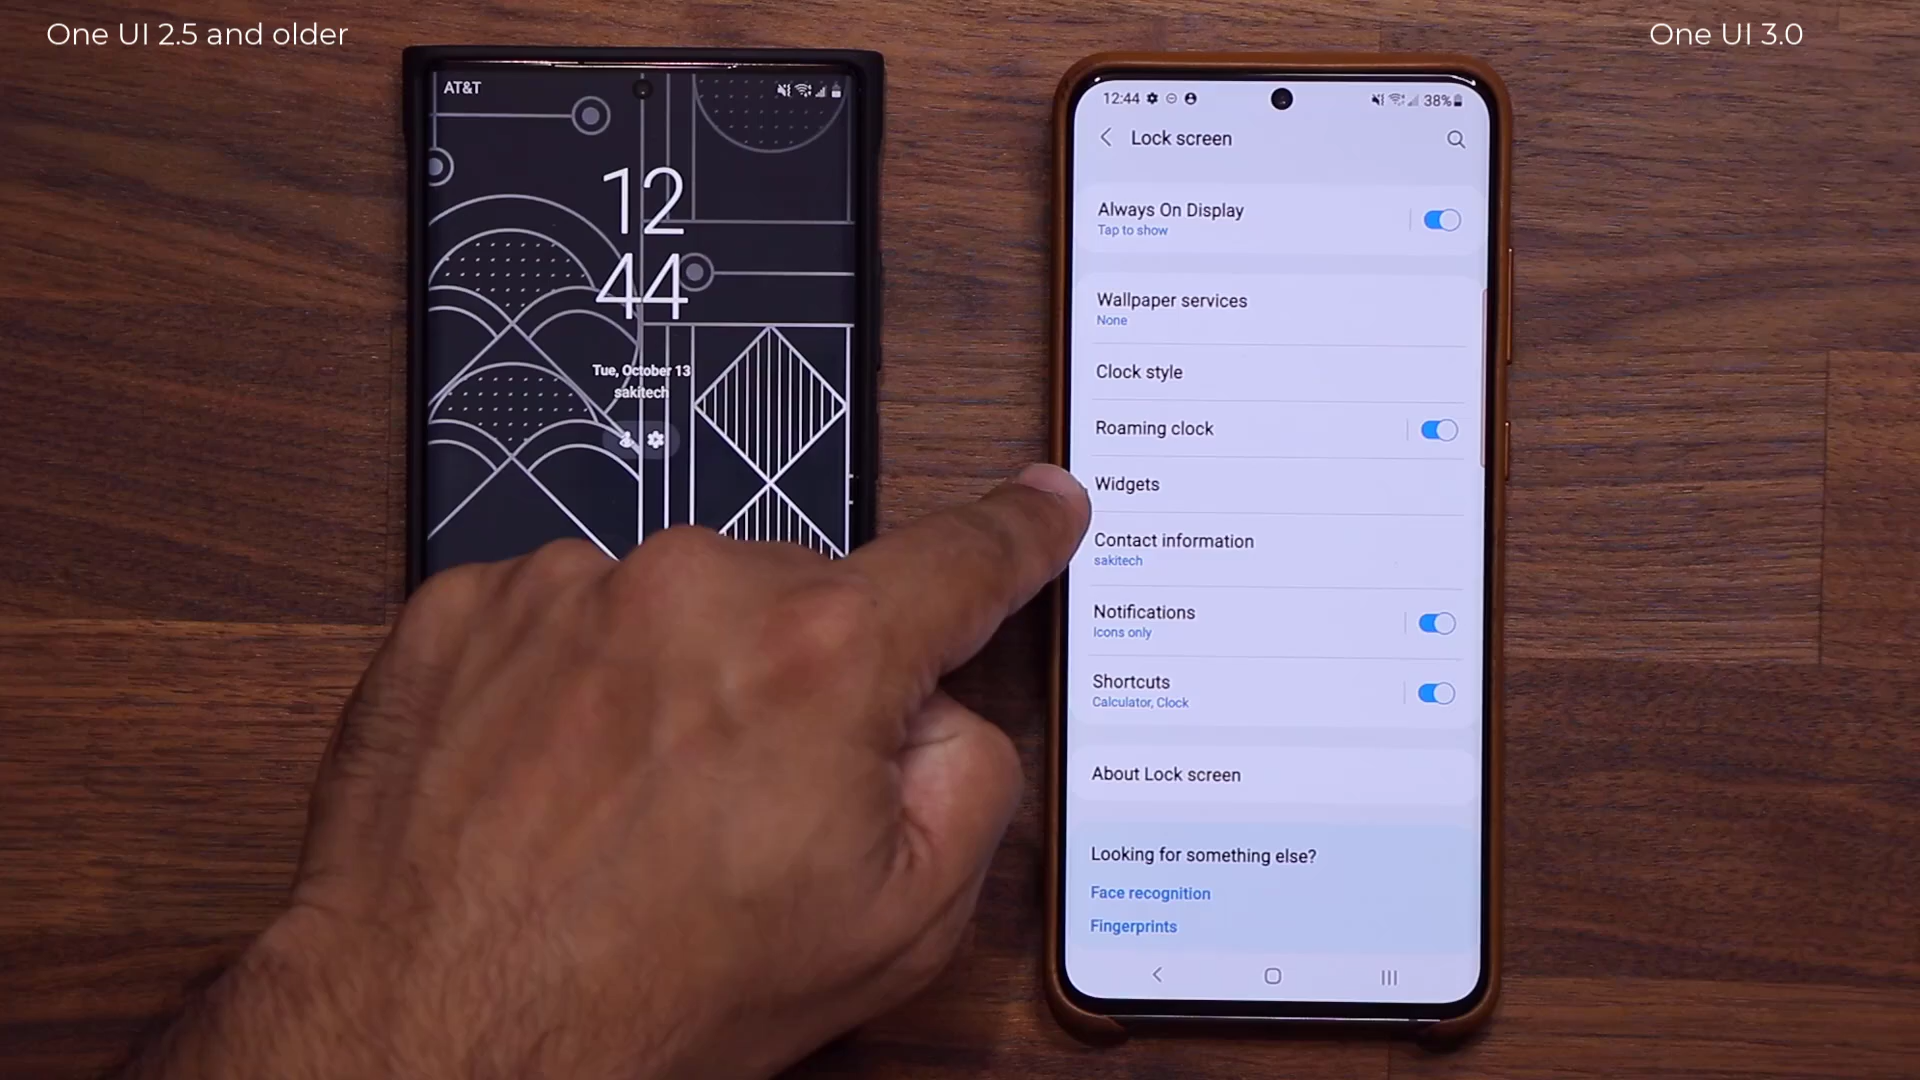 One UI 2.5 and older
One UI 3.0
AT&T
12
44
Tue, October 13
sakitech
12:44
38%
Lock screen
Always On Display
Tap to show
Wallpaper services
None
Clock style
Roaming clock
Widgets
Contact information
sakitech
Notifications
Icons only
Shortcuts
Calculator, Clock
About Lock screen
Looking for something else?
Face recognition
Fingerprints